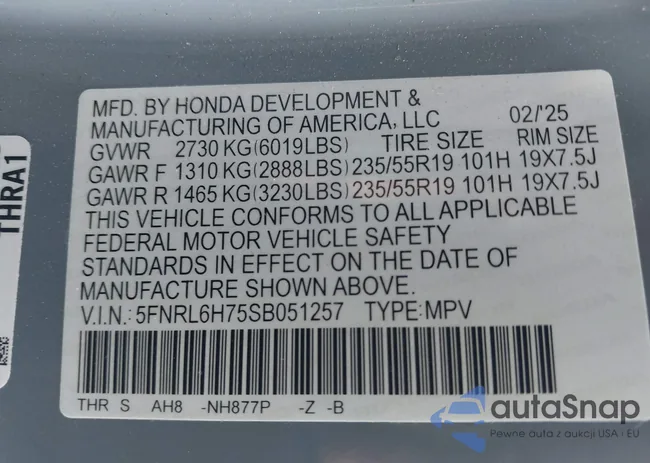 MFD. BY HONDA DEVELOPMENT &
MANUFACTURING OF AMERICA, LLC 02/'25
GVWR 2730 KG(6019LBS) TIRE SIZE RIM SIZE
GAWR F 1310 KG(2888LBS) 235/55R19 101H 19X7.5J
GAWR R 1465 KG(3230LBS) 235/55R19 101H 19X7.5J
THIS VEHICLE CONFORMS TO ALL APPLICABLE
FEDERAL MOTOR VEHICLE SAFETY
STANDARDS IN EFFECT ON THE DATE OF
MANUFACTURE SHOWN ABOVE.
V.I.N.:5FNRL6H75SB051257 TYPE:MPV
THR S AH8 -NH877P -Z -B
THRA1
autoSnap
Pewne auta z aukcji USA i EU